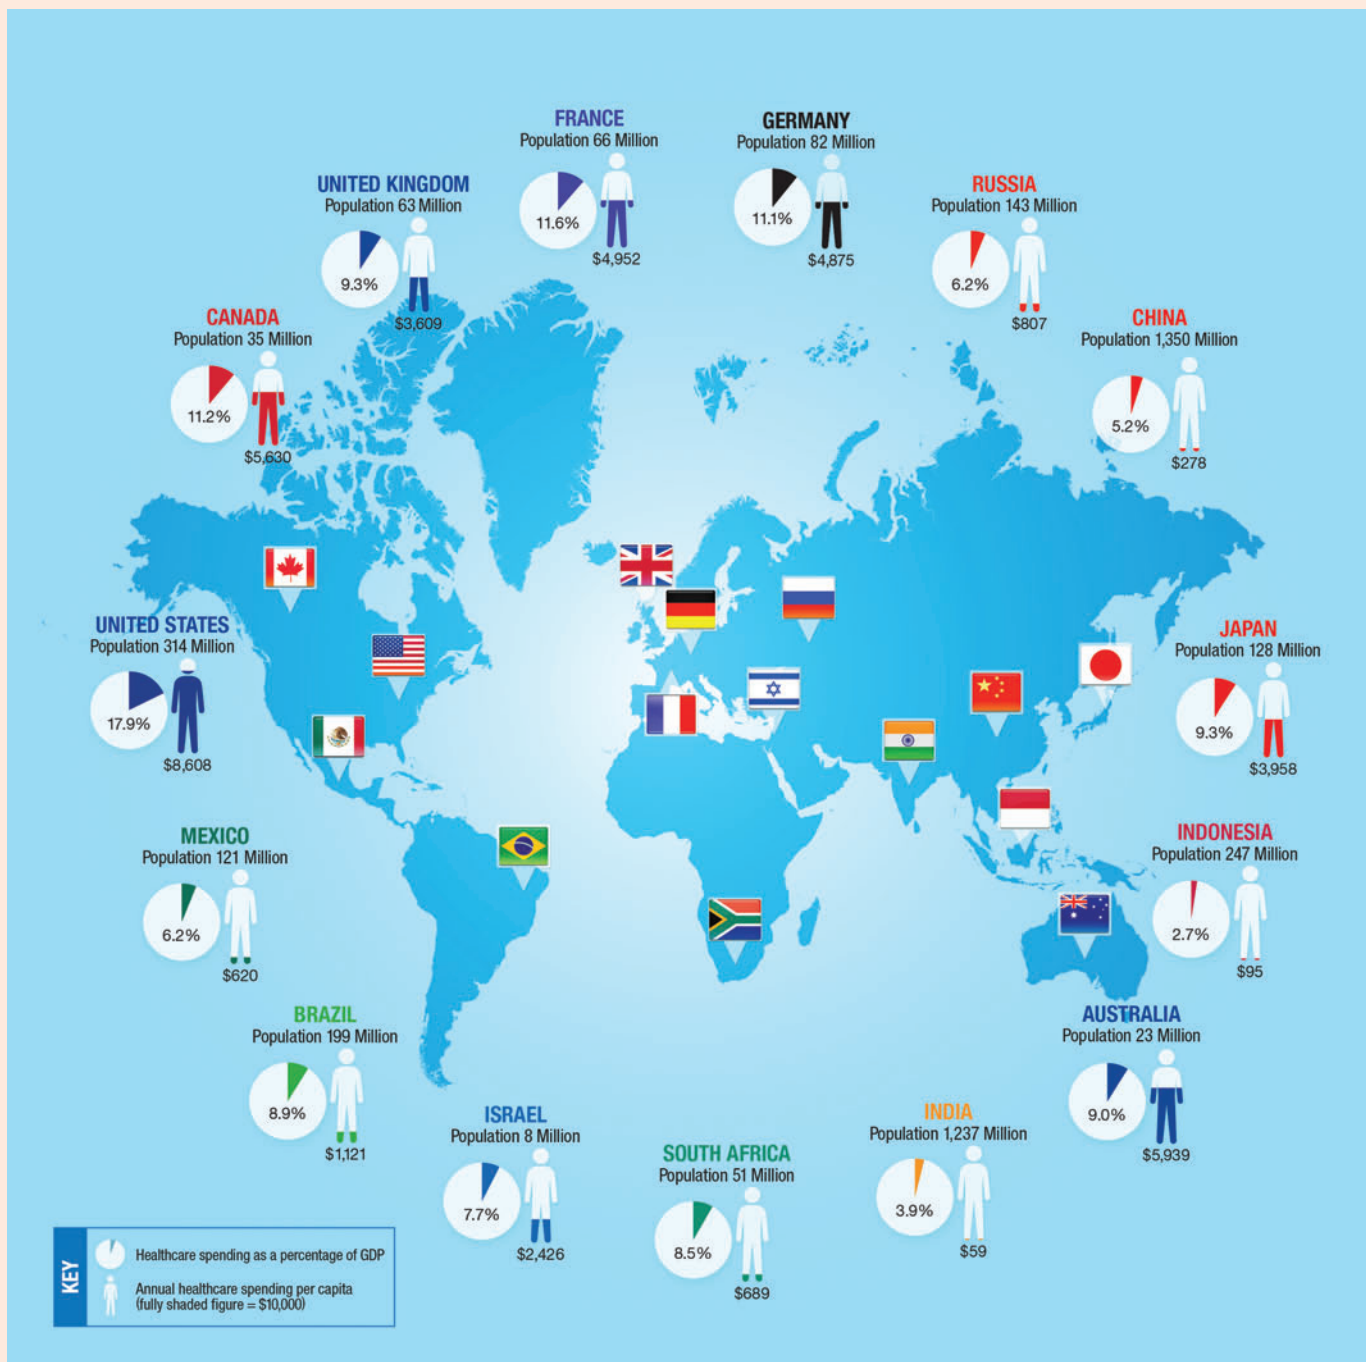 FRANCE
Population 66 Million
11.6%
$4,952
GERMANY
Population 82 Million
11.1%
$4,875
UNITED KINGDOM
Population 63 Million
9.3%
$3,609
RUSSIA
Population 143 Million
6.2%
$807
CANADA
Population 35 Million
11.2%
$5,630
CHINA
Population 1,350 Million
5.2%
$278
UNITED STATES
Population 314 Million
17.9%
$8,608
JAPAN
Population 128 Million
9.3%
$3,958
MEXICO
Population 121 Million
6.2%
$620
INDONESIA
Population 247 Million
2.7%
$95
BRAZIL
Population 199 Million
8.9%
$1,121
AUSTRALIA
Population 23 Million
9.0%
$5,939
ISRAEL
Population 8 Million
7.7%
$2,426
SOUTH AFRICA
Population 51 Million
8.5%
$689
INDIA
Population 1,237 Million
3.9%
$59
KEY
Healthcare spending as a percentage of GDP
Annual healthcare spending per capita
(fully shaded figure = $10,000)